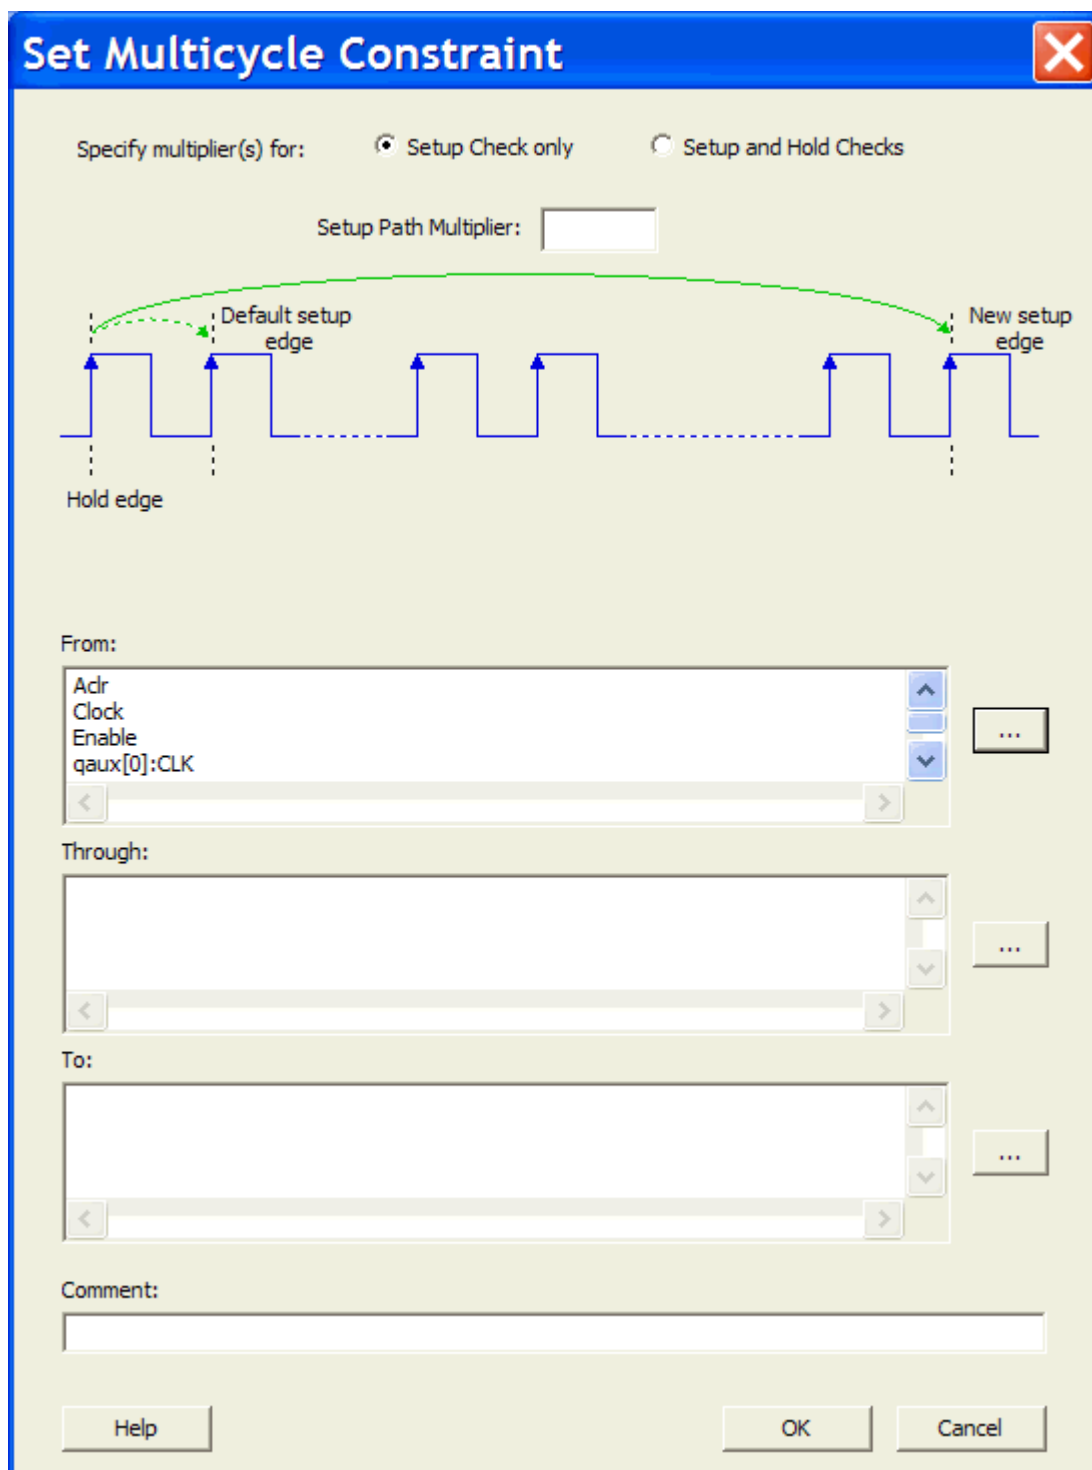 Set Multicycle Constraint
Specify multiplier(s) for: Setup Check only Setup and Hold Checks
Setup Path Multiplier:
Default setup edge
New setup edge
Hold edge
From:
Aclr
Clock
Enable
qaux[0]:CLK
...
Through:
...
To:
...
Comment:
Help OK Cancel